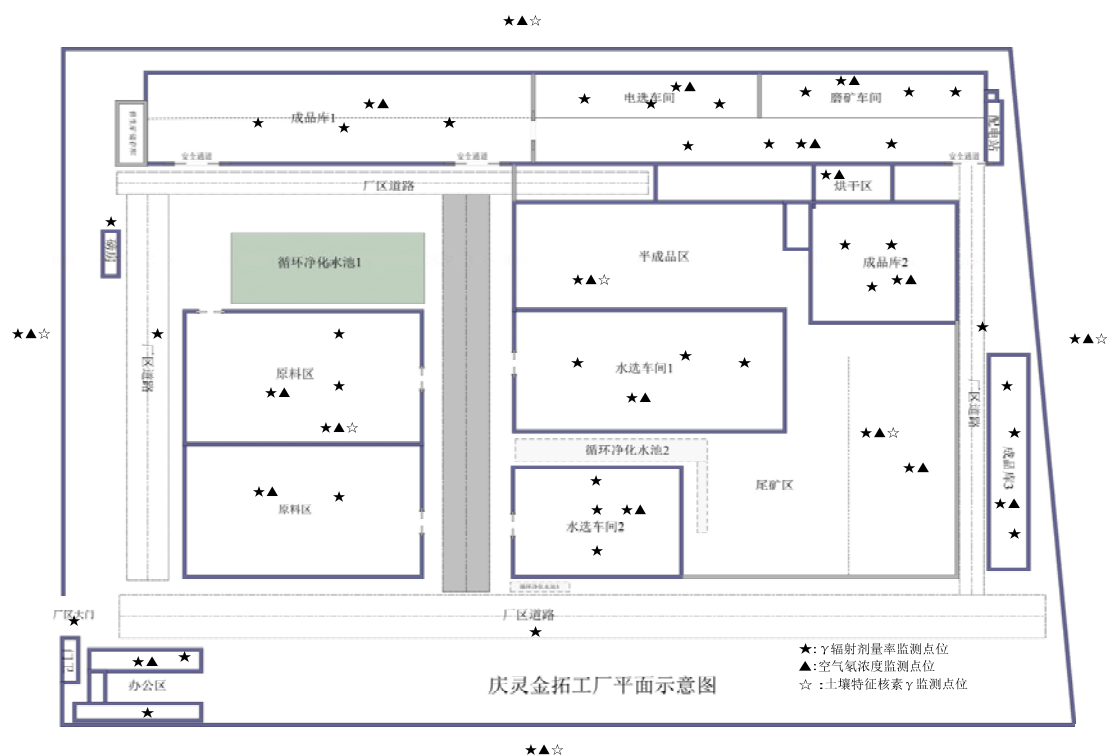 ★▲☆
电选车间
磨矿车间
成品库1
配电站
安全通道
安全通道
安全通道
厂区道路
烘干区
半成品区
成品库2
循环净化水池1
★▲☆
★▲☆
★▲☆
厂区道路
原料区
水选车间1
厂区道路
★▲☆
★▲☆
循环净化水池2
成品库3
尾矿区
原料区
水选车间2
厂区大门
厂区道路
门卫
办公区
庆灵金拓工厂平面示意图
★:γ辐射剂量率监测点位
▲:空气氡浓度监测点位
☆:土壤特征核素γ监测点位
★▲☆